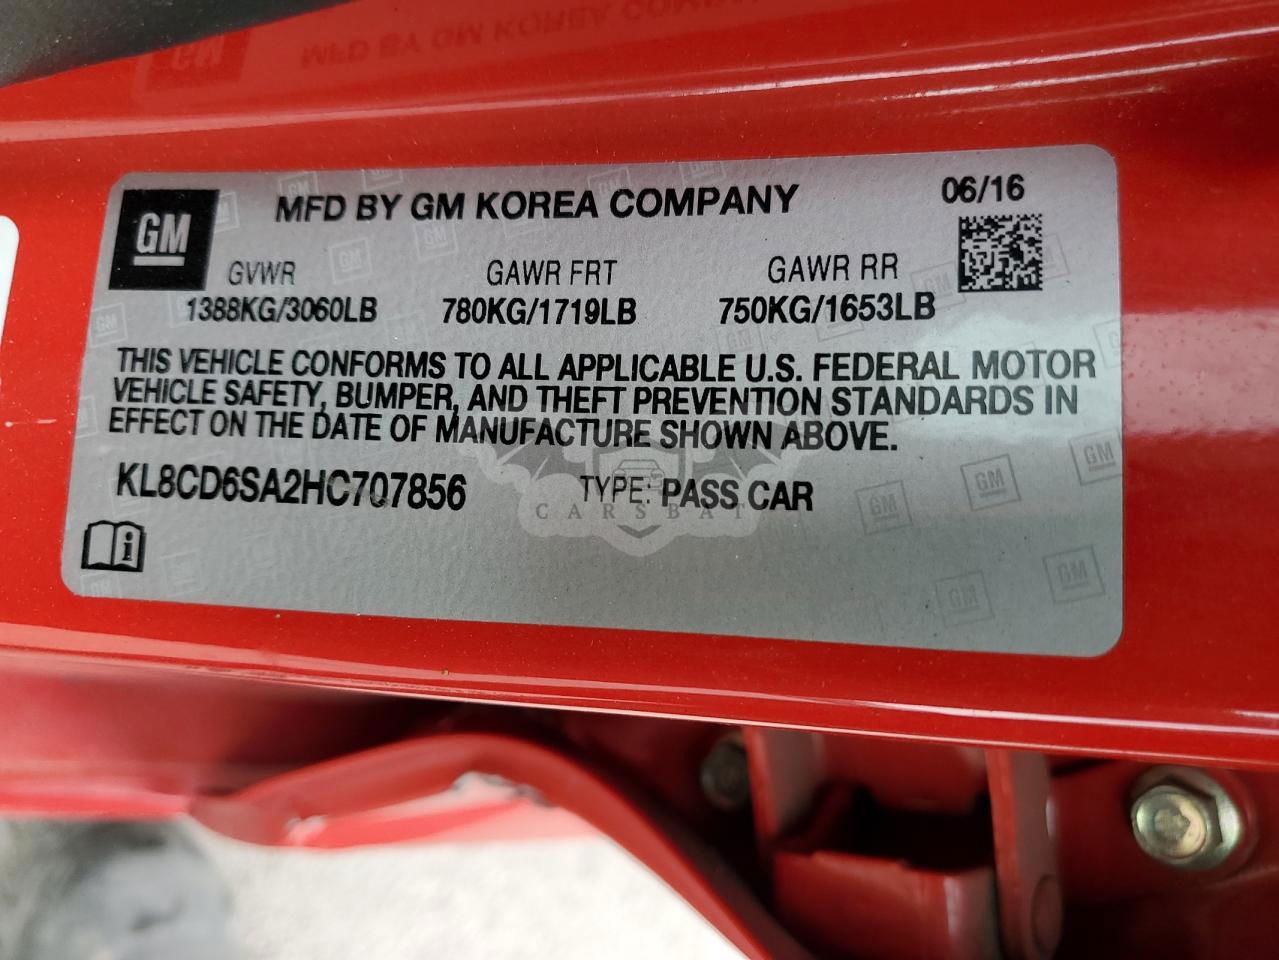 GM
MFD BY GM KOREA COMPANY
06/16
GVWR GAWR FRT GAWR RR
1388KG/3060LB 780KG/1719LB 750KG/1653LB
THIS VEHICLE CONFORMS TO ALL APPLICABLE U.S. FEDERAL MOTOR
VEHICLE SAFETY, BUMPER, AND THEFT PREVENTION STANDARDS IN
EFFECT ON THE DATE OF MANUFACTURE SHOWN ABOVE.
KL8CD6SA2HC707856 TYPE: PASS CAR
CARSBAT